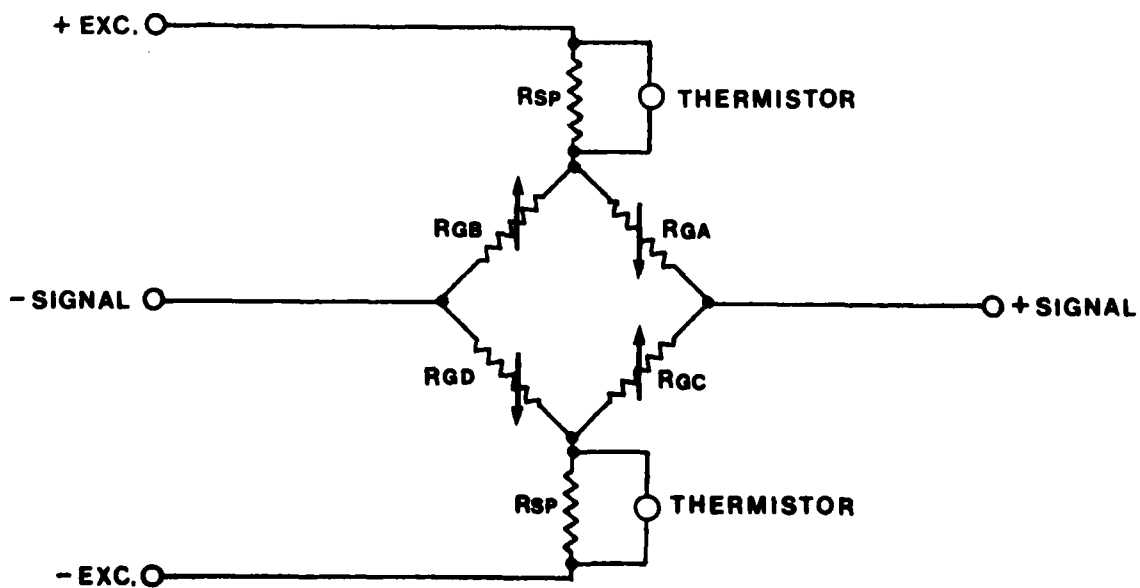 + EXC.
RSP
THERMISTOR
RGB
RGA
- SIGNAL
+ SIGNAL
RGD
RGC
RSP
THERMISTOR
- EXC.